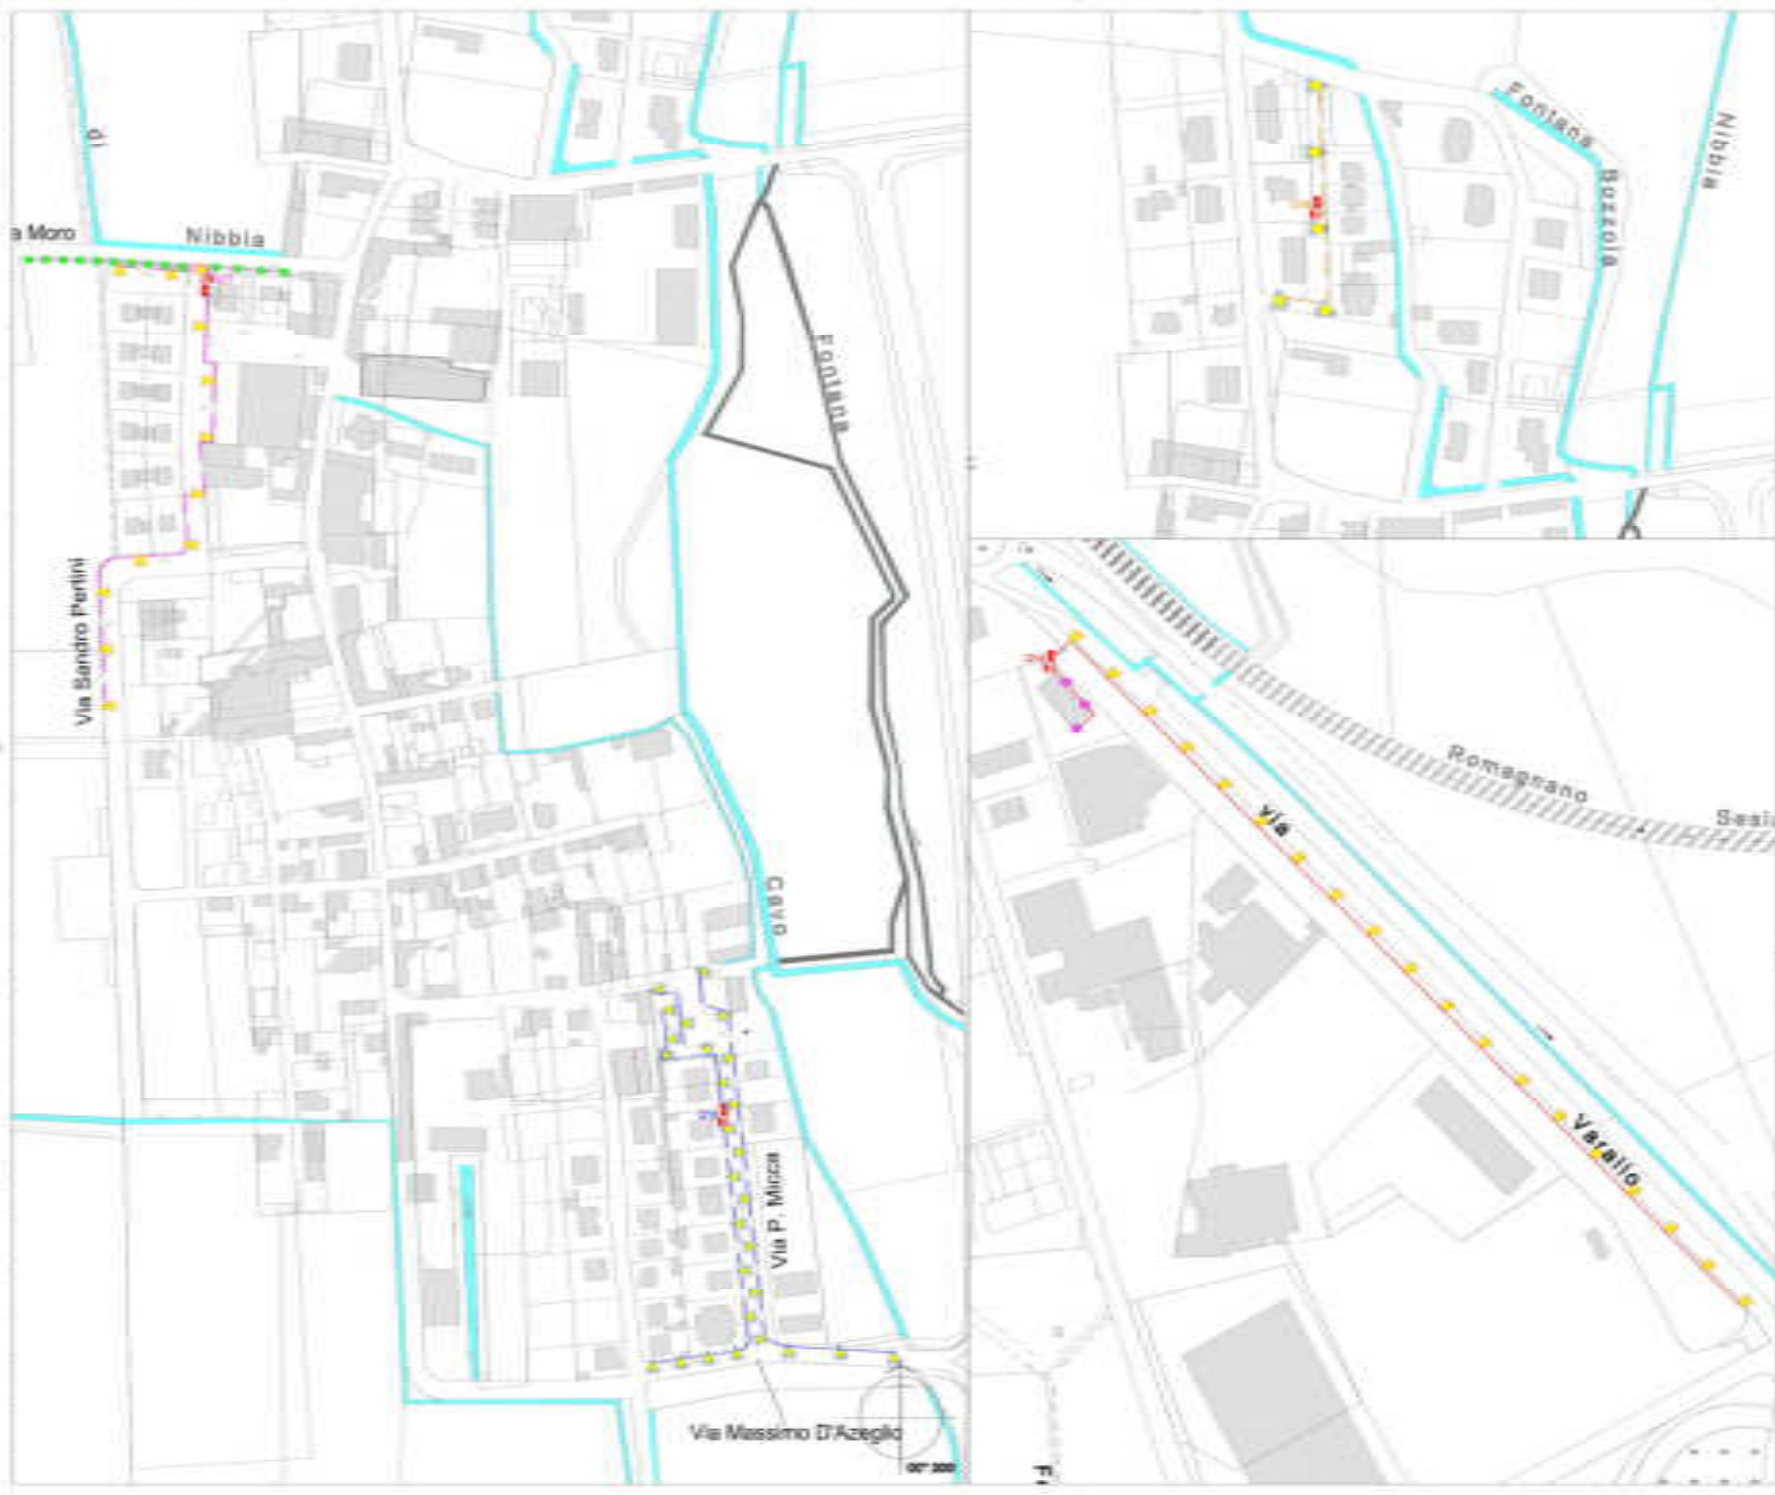 di
a Moro
Nibbia
Via Sandro Pertini
Fontana
Cavo
Via P. Micca
Via Massimo D'Azeglio
Fontana
Bozzola
Nibbia
Romagnano
Sesia
Via
Varallo